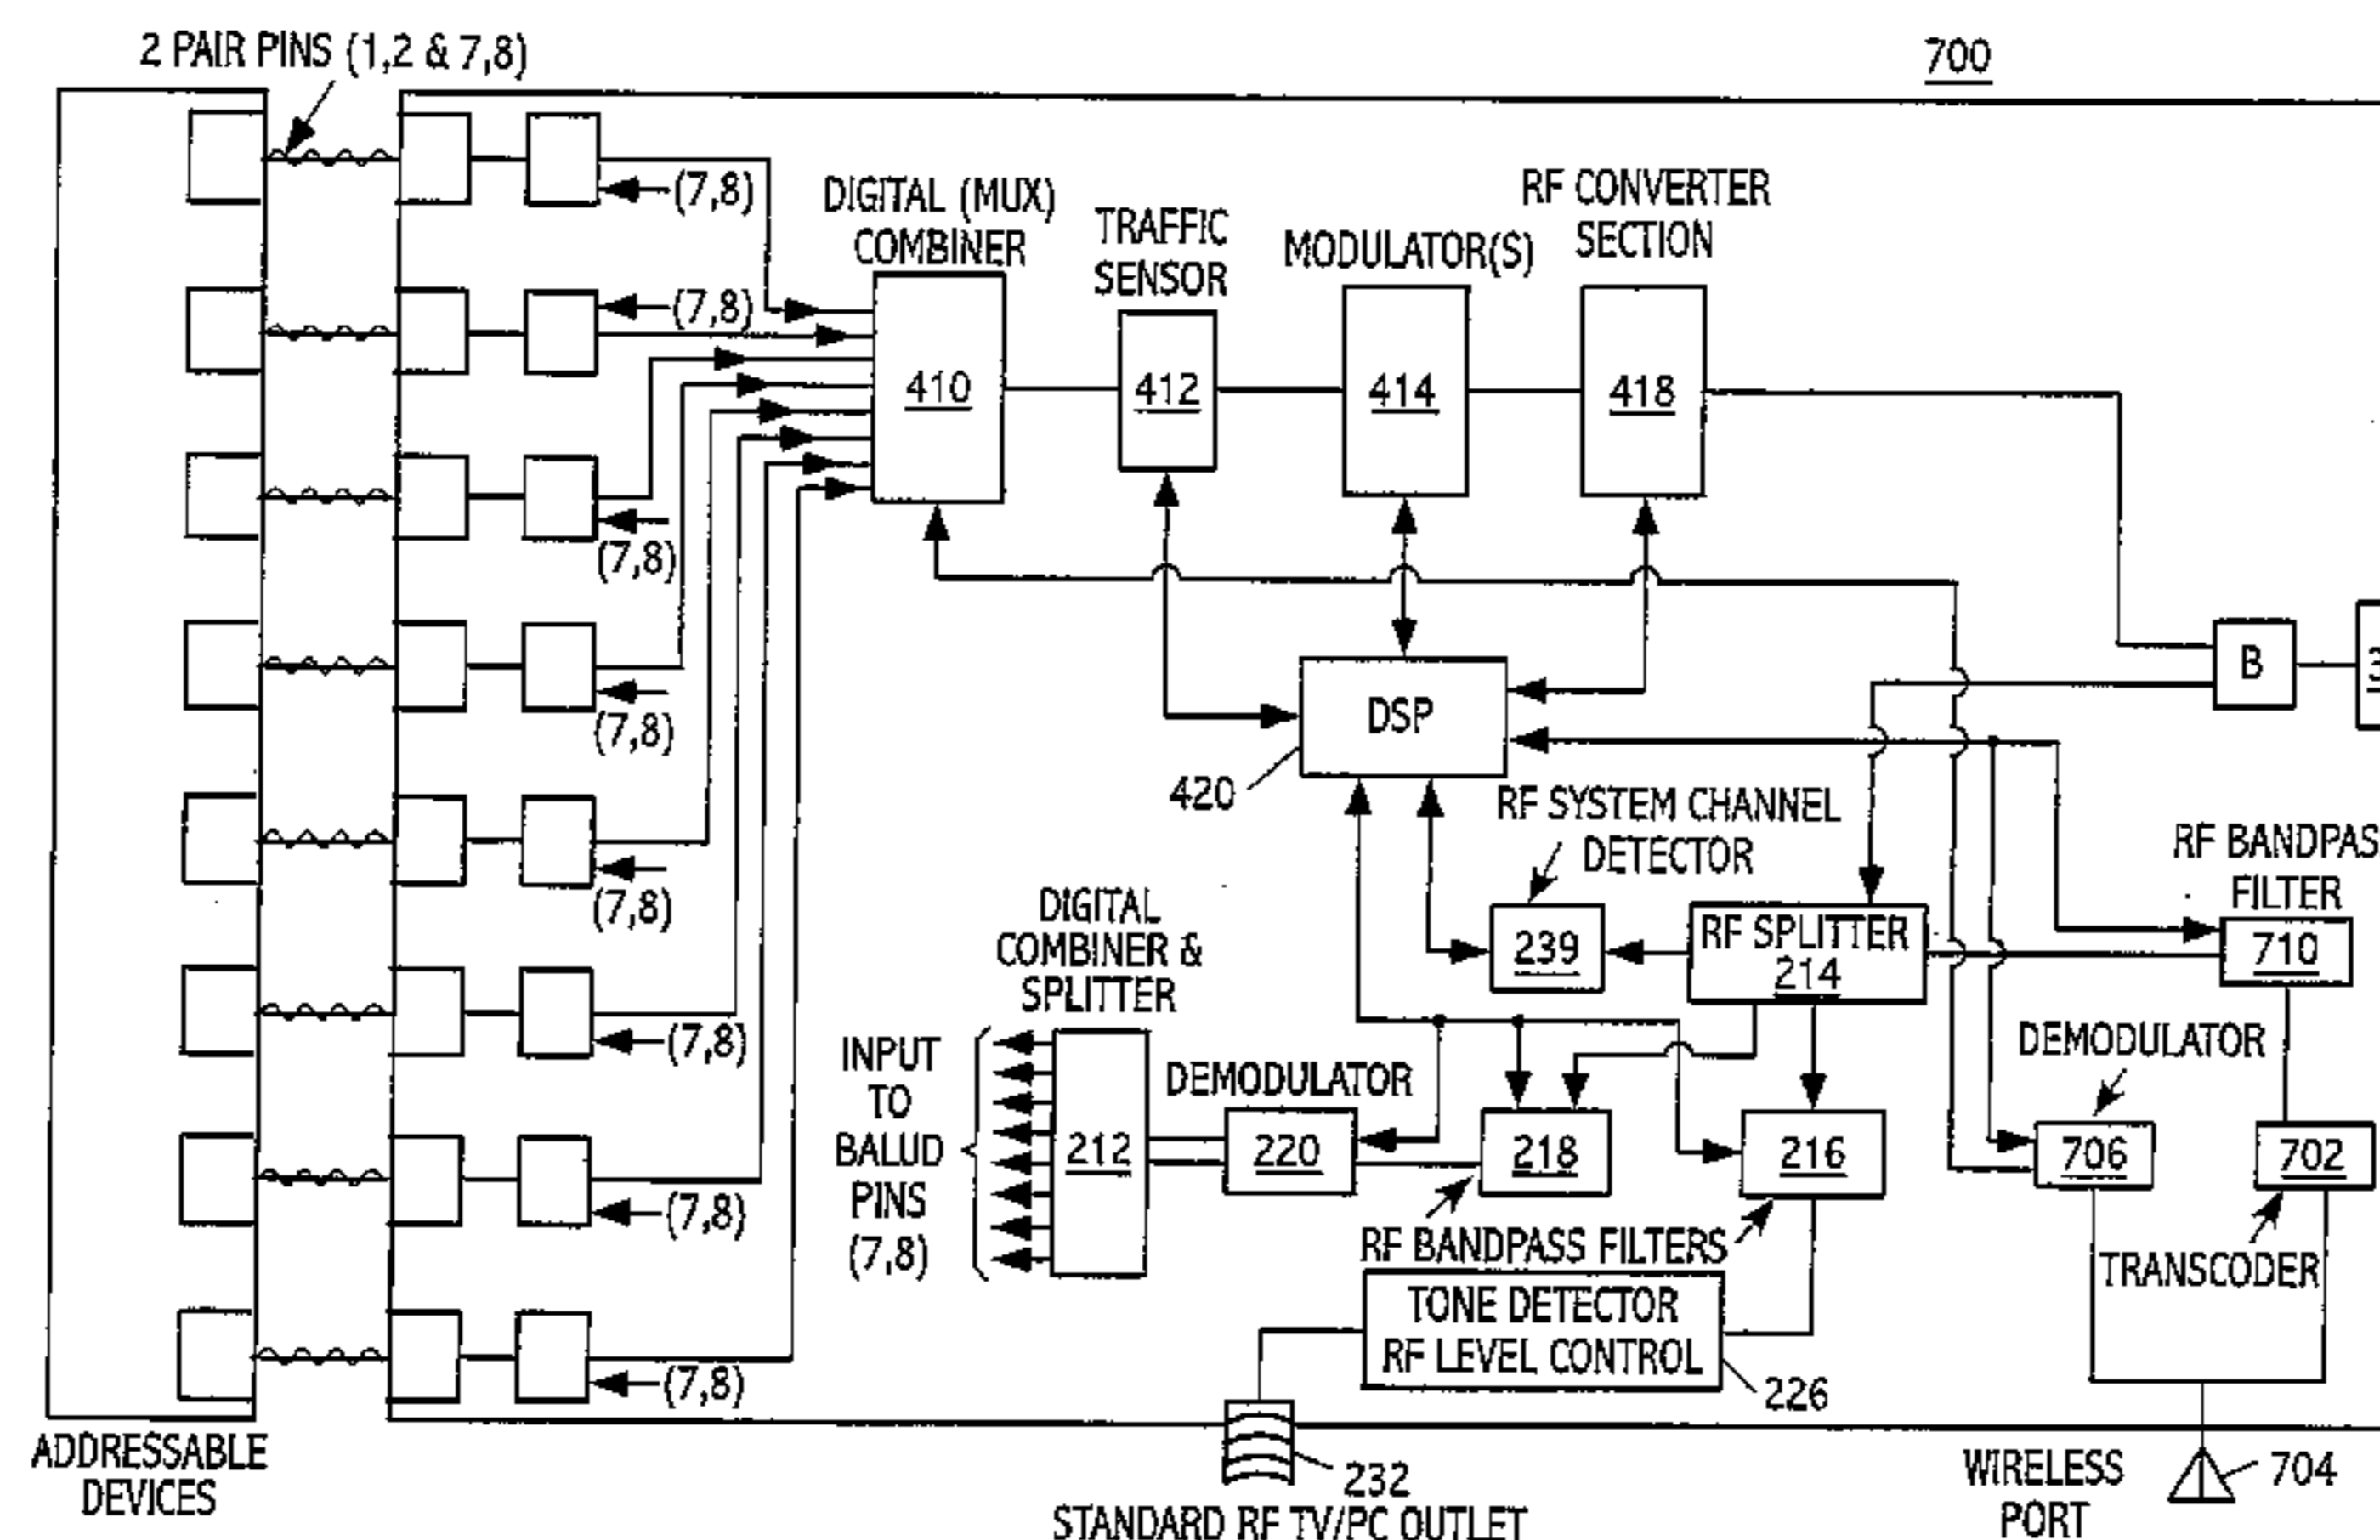 2 PAIR PINS (1,2 & 7,8)
700
(7,8)
(7,8)
(7,8)
(7,8)
(7,8)
(7,8)
(7,8)
(7,8)
DIGITAL (MUX)
COMBINER
410
TRAFFIC
SENSOR
412
MODULATOR(S)
414
RF CONVERTER
SECTION
418
B
3
DSP
420
RF SYSTEM CHANNEL
DETECTOR
239
RF SPLITTER
214
RF BANDPAS
FILTER
710
DIGITAL
COMBINER &
SPLITTER
212
INPUT
TO
BALUD
PINS
(7,8)
DEMODULATOR
220
218
216
RF BANDPASS FILTERS
DEMODULATOR
706
702
TRANSCODER
TONE DETECTOR
RF LEVEL CONTROL
226
232
STANDARD RF TV/PC OUTLET
WIRELESS
PORT
704
ADDRESSABLE
DEVICES